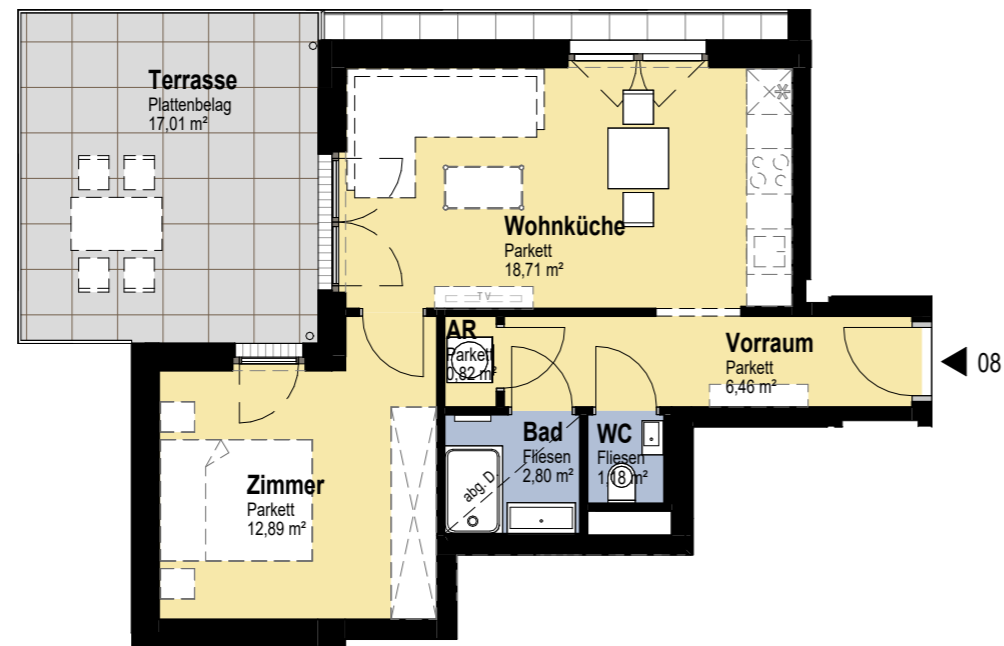 Terrasse
Plattenbelag
17,01 m²
Wohnküche
Parkett
18,71 m²
TV
AR
Parkett
0,82 m²
Vorraum
Parkett
6,46 m²
08
Bad
Fliesen
2,80 m²
abg. D.
WC
Fliesen
1,18 m²
Zimmer
Parkett
12,89 m²